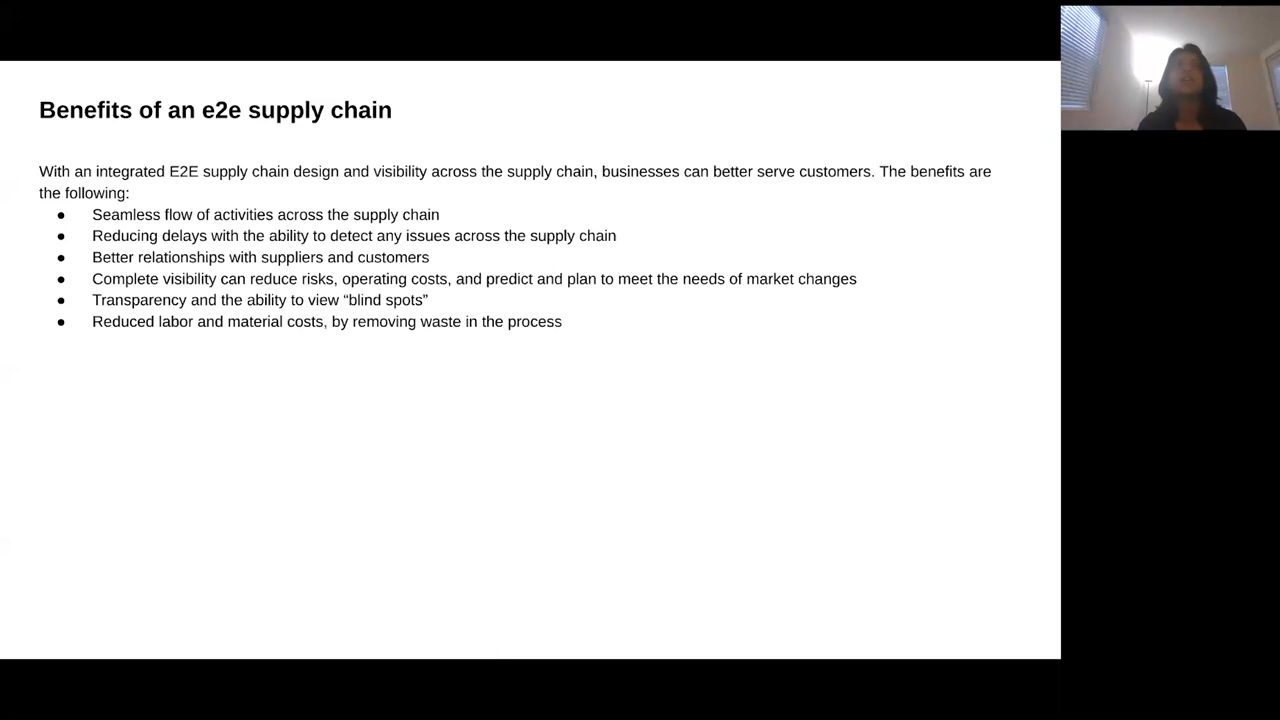 Benefits of an e2e supply chain
With an integrated E2E supply chain design and visibility across the supply chain, businesses can better serve customers. The benefits are
the following:
● Seamless flow of activities across the supply chain
● Reducing delays with the ability to detect any issues across the supply chain
● Better relationships with suppliers and customers
● Complete visibility can reduce risks, operating costs, and predict and plan to meet the needs of market changes
● Transparency and the ability to view “blind spots”
● Reduced labor and material costs, by removing waste in the process